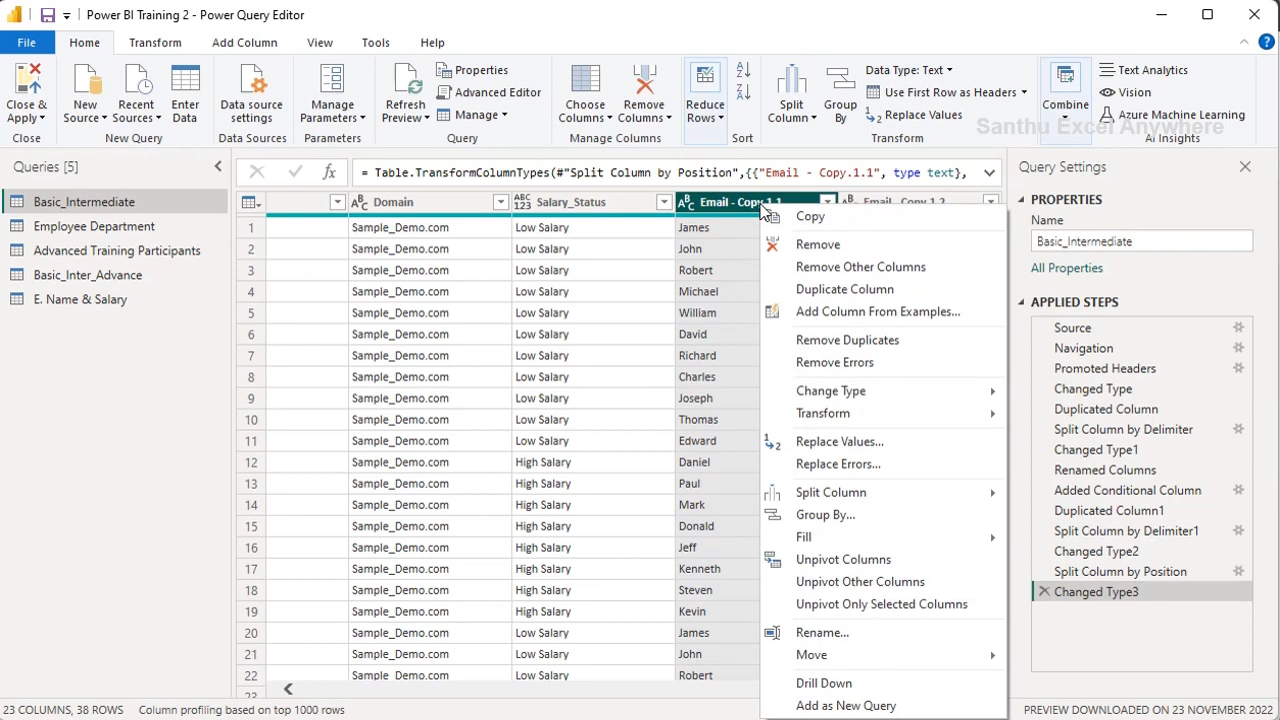 Power BI Training 2 - Power Query Editor
File Home Transform Add Column View Tools Help
Close & Apply
New Source
Recent Sources
Enter Data
Data source settings
Manage Parameters
Refresh Preview
Properties
Advanced Editor
Manage
Choose Columns
Remove Columns
Reduce Rows
Split Column
Group By
Data Type: Text
Use First Row as Headers
Replace Values
Combine
Text Analytics
Vision
Azure Machine Learning
Close New Query Data Sources Parameters Query Manage Columns Sort Transform AI Insights
Santhu Excel Anywhere
Queries [5]
Basic_Intermediate
Employee Department
Advanced Training Participants
Basic_Inter_Advance
E. Name & Salary
= Table.TransformColumnTypes(#"Split Column by Position",{{"Email - Copy.1.1", type text},
Domain Salary_Status Email - Copy.1.1 Email - Copy.1.2
1 Sample_Demo.com Low Salary James
2 Sample_Demo.com Low Salary John
3 Sample_Demo.com Low Salary Robert
4 Sample_Demo.com Low Salary Michael
5 Sample_Demo.com Low Salary William
6 Sample_Demo.com Low Salary David
7 Sample_Demo.com Low Salary Richard
8 Sample_Demo.com Low Salary Charles
9 Sample_Demo.com Low Salary Joseph
10 Sample_Demo.com Low Salary Thomas
11 Sample_Demo.com Low Salary Edward
12 Sample_Demo.com High Salary Daniel
13 Sample_Demo.com High Salary Paul
14 Sample_Demo.com High Salary Mark
15 Sample_Demo.com High Salary Donald
16 Sample_Demo.com High Salary Jeff
17 Sample_Demo.com High Salary Kenneth
18 Sample_Demo.com High Salary Steven
19 Sample_Demo.com High Salary Kevin
20 Sample_Demo.com Low Salary James
21 Sample_Demo.com Low Salary John
22 Sample_Demo.com Low Salary Robert
23
Copy
Remove
Remove Other Columns
Duplicate Column
Add Column From Examples...
Remove Duplicates
Remove Errors
Change Type
Transform
Replace Values...
Replace Errors...
Split Column
Group By...
Fill
Unpivot Columns
Unpivot Other Columns
Unpivot Only Selected Columns
Rename...
Move
Drill Down
Add as New Query
Query Settings
PROPERTIES
Name
Basic_Intermediate
All Properties
APPLIED STEPS
Source
Navigation
Promoted Headers
Changed Type
Duplicated Column
Split Column by Delimiter
Changed Type1
Renamed Columns
Added Conditional Column
Duplicated Column1
Split Column by Delimiter1
Changed Type2
Split Column by Position
Changed Type3
23 COLUMNS, 38 ROWS Column profiling based on top 1000 rows
PREVIEW DOWNLOADED ON 23 NOVEMBER 2022